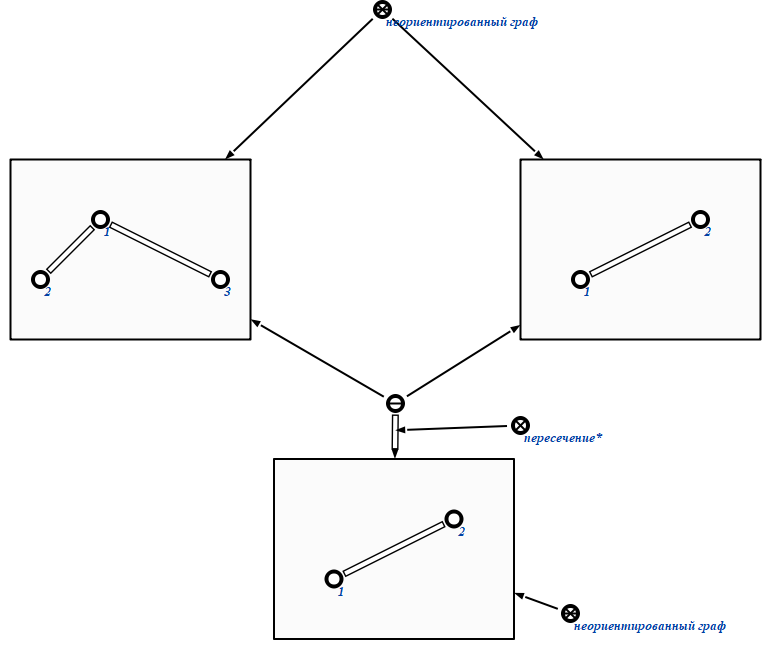 неориентированный граф
1
2
3
2
1
пересечение*
2
1
неориентированный граф